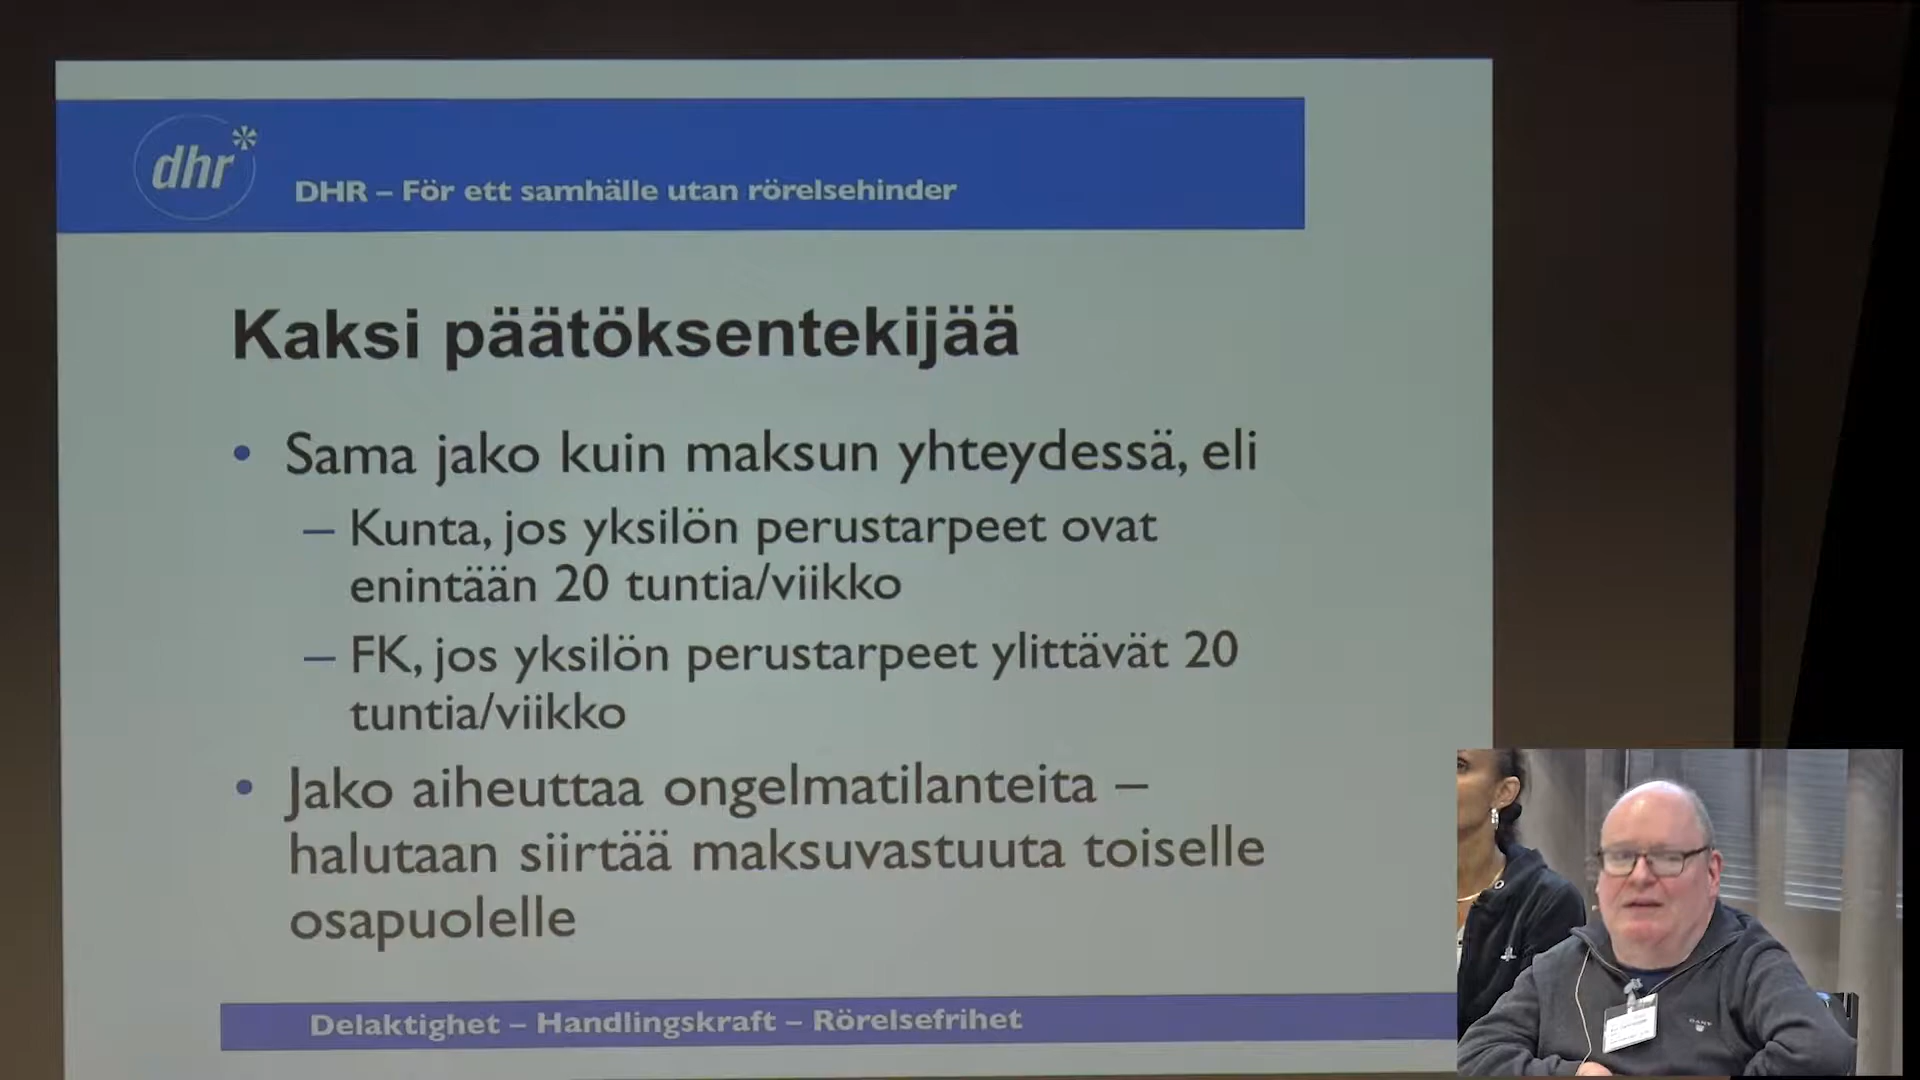 dhr
DHR – För ett samhälle utan rörelsehinder
Kaksi päätöksentekijää
• Sama jako kuin maksun yhteydessä, eli
– Kunta, jos yksilön perustarpeet ovat
enintään 20 tuntia/viikko
– FK, jos yksilön perustarpeet ylittävät 20
tuntia/viikko
• Jako aiheuttaa ongelmatilanteita –
halutaan siirtää maksuvastuuta toiselle
osapuolelle
Delaktighet – Handlingskraft – Rörelsefrihet
GANT